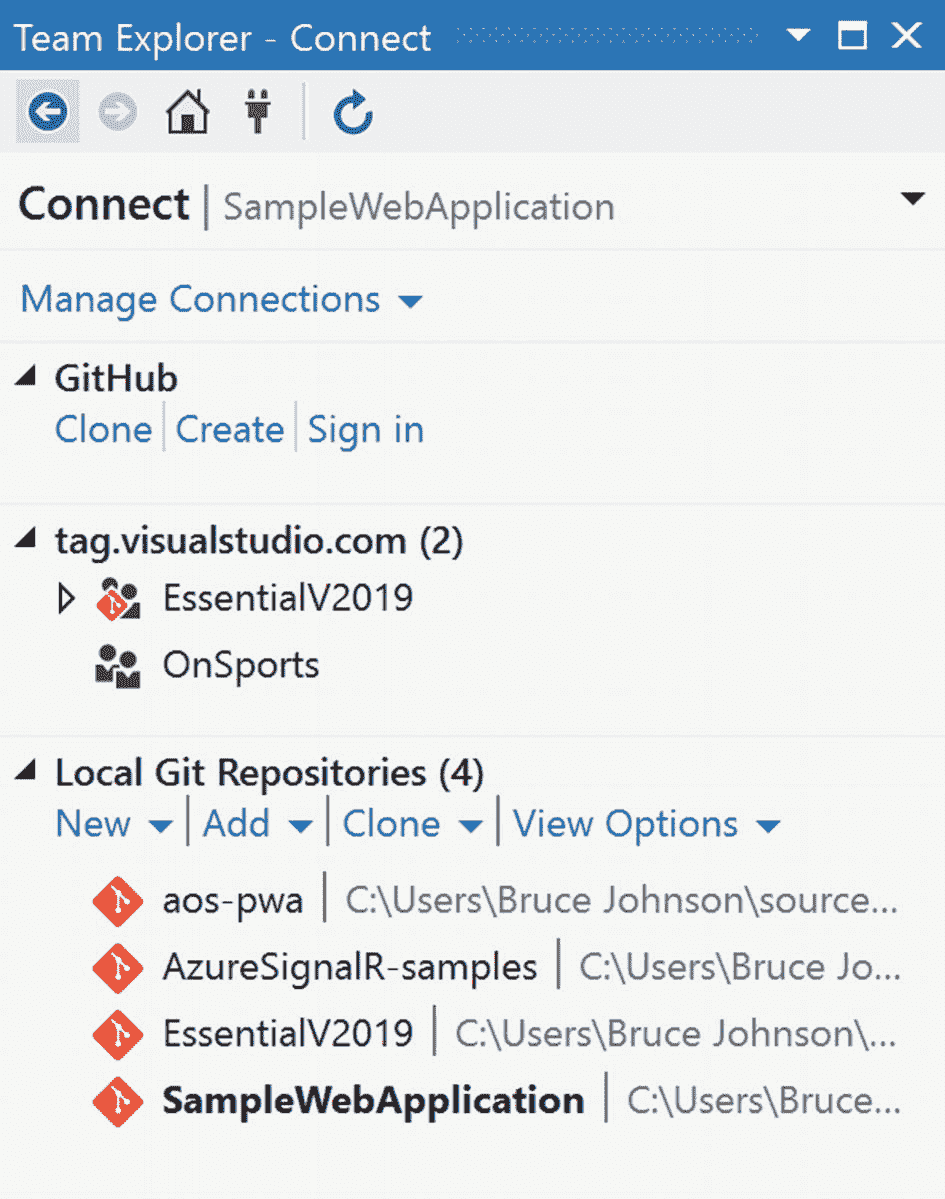 Team Explorer - Connect
Connect | SampleWebApplication
Manage Connections
GitHub
Clone | Create | Sign in
tag.visualstudio.com (2)
EssentialV2019
OnSports
Local Git Repositories (4)
New | Add | Clone | View Options
aos-pwa | C:\Users\Bruce Johnson\source...
AzureSignalR-samples | C:\Users\Bruce Jo...
EssentialV2019 | C:\Users\Bruce Johnson\...
SampleWebApplication | C:\Users\Bruce...